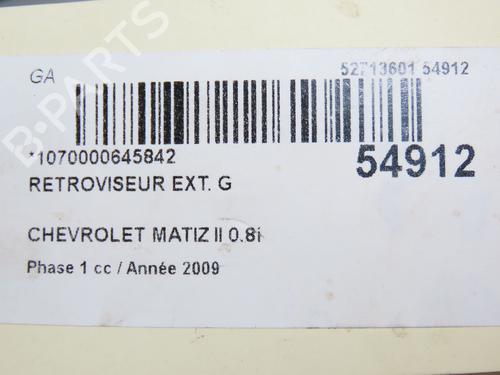 GA
52713601 54912
*1070000645842
54912
RETROVISEUR EXT. G
CHEVROLET MATIZ II 0.8i
Phase 1 cc / Année 2009
B-PARTS